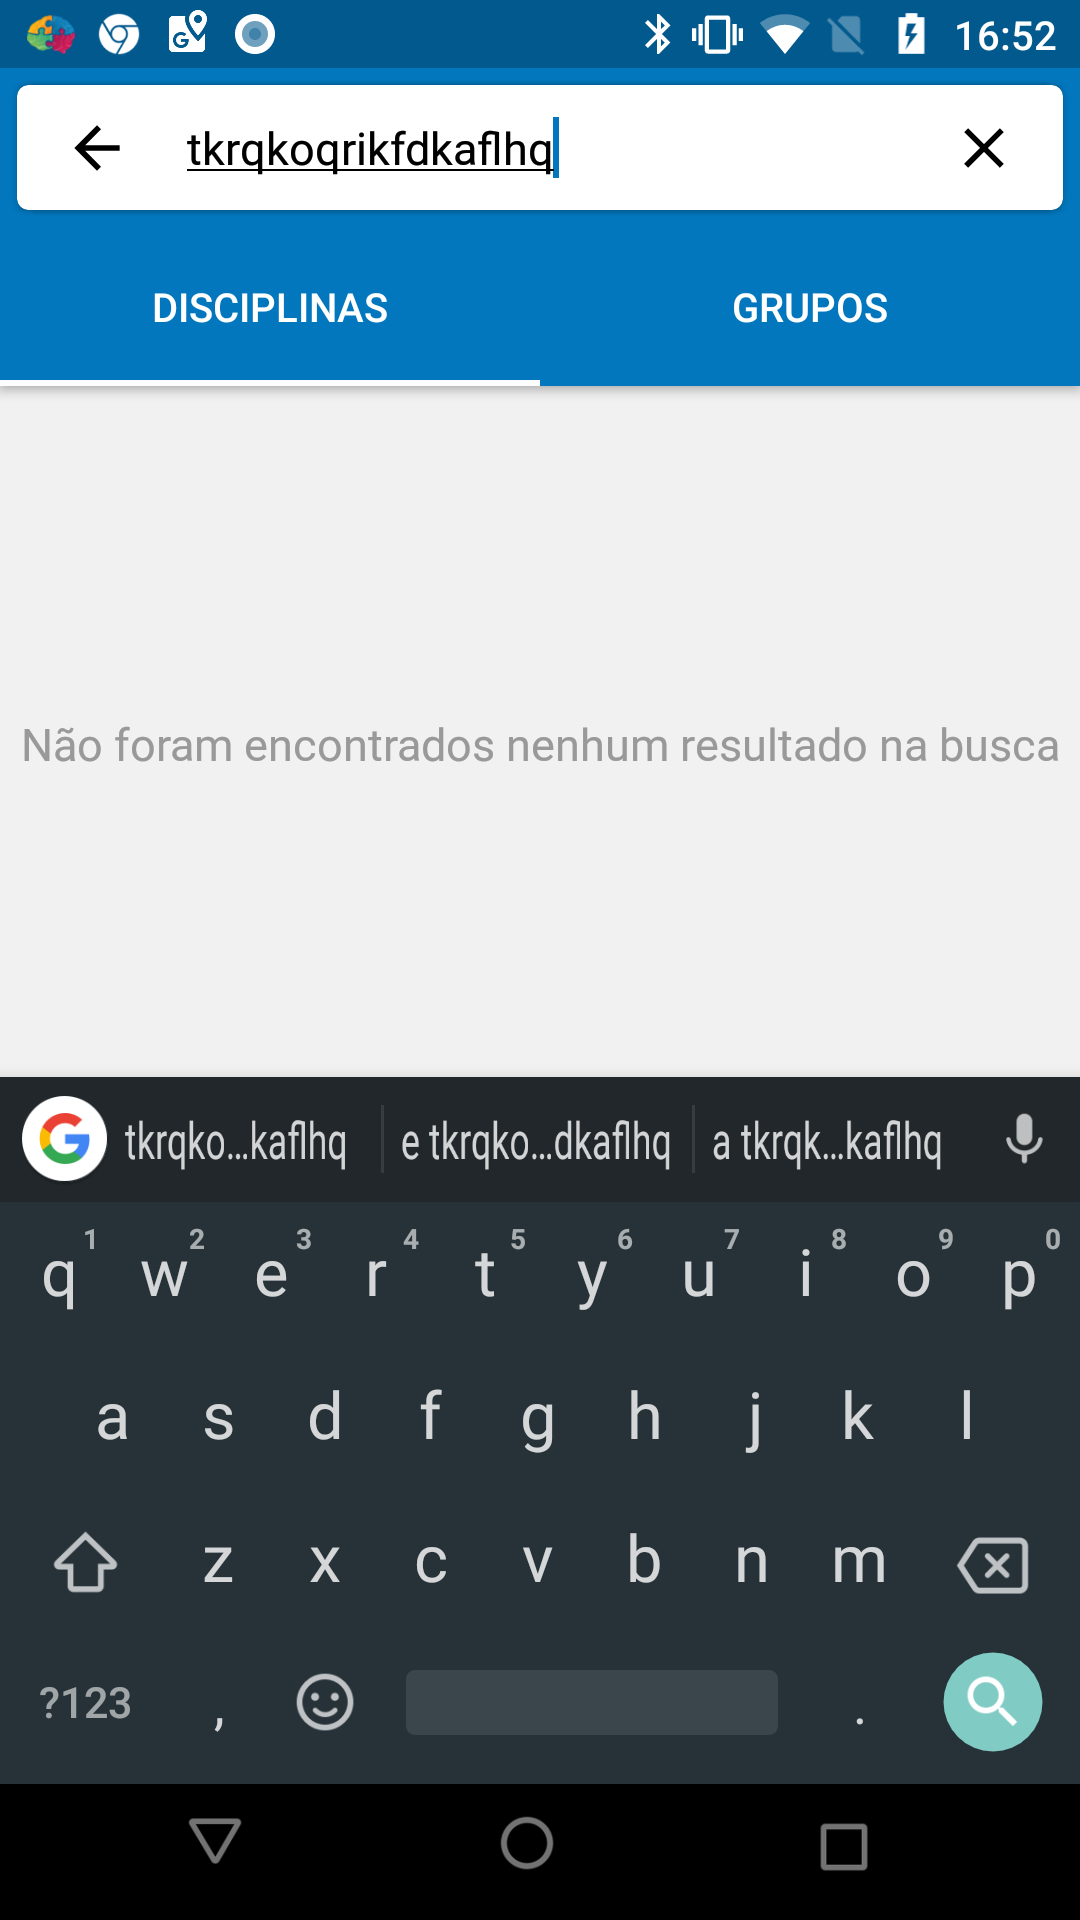 16:52
tkrqkoqrikfdkaflhq
DISCIPLINAS GRUPOS
Não foram encontrados nenhum resultado na busca
tkrqko...kaflhq e tkrqko...dkaflhq a tkrqk...kaflhq
1 2 3 4 5 6 7 8 9 0
q w e r t y u i o p
a s d f g h j k l
z x c v b n m
?123 , .